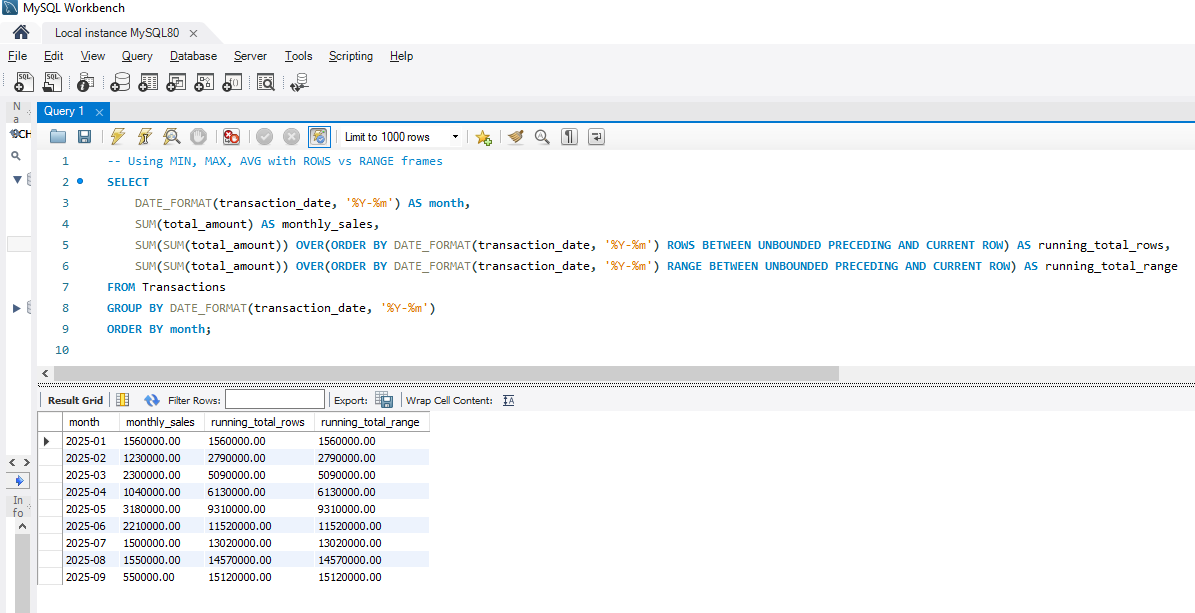 MySQL Workbench
Local instance MySQL80
File Edit View Query Database Server Tools Scripting Help
SQL SQL
N
a
Query 1
SCH
Limit to 1000 rows
1 -- Using MIN, MAX, AVG with ROWS vs RANGE frames
2 SELECT
3 DATE_FORMAT(transaction_date, '%Y-%m') AS month,
4 SUM(total_amount) AS monthly_sales,
5 SUM(SUM(total_amount)) OVER(ORDER BY DATE_FORMAT(transaction_date, '%Y-%m') ROWS BETWEEN UNBOUNDED PRECEDING AND CURRENT ROW) AS running_total_rows,
6 SUM(SUM(total_amount)) OVER(ORDER BY DATE_FORMAT(transaction_date, '%Y-%m') RANGE BETWEEN UNBOUNDED PRECEDING AND CURRENT ROW) AS running_total_range
7 FROM Transactions
8 GROUP BY DATE_FORMAT(transaction_date, '%Y-%m')
9 ORDER BY month;
10
Result Grid Filter Rows: Export: Wrap Cell Content: IA
month monthly_sales running_total_rows running_total_range
2025-01 1560000.00 1560000.00 1560000.00
2025-02 1230000.00 2790000.00 2790000.00
2025-03 2300000.00 5090000.00 5090000.00
2025-04 1040000.00 6130000.00 6130000.00
2025-05 3180000.00 9310000.00 9310000.00
2025-06 2210000.00 11520000.00 11520000.00
2025-07 1500000.00 13020000.00 13020000.00
2025-08 1550000.00 14570000.00 14570000.00
2025-09 550000.00 15120000.00 15120000.00
In
fo